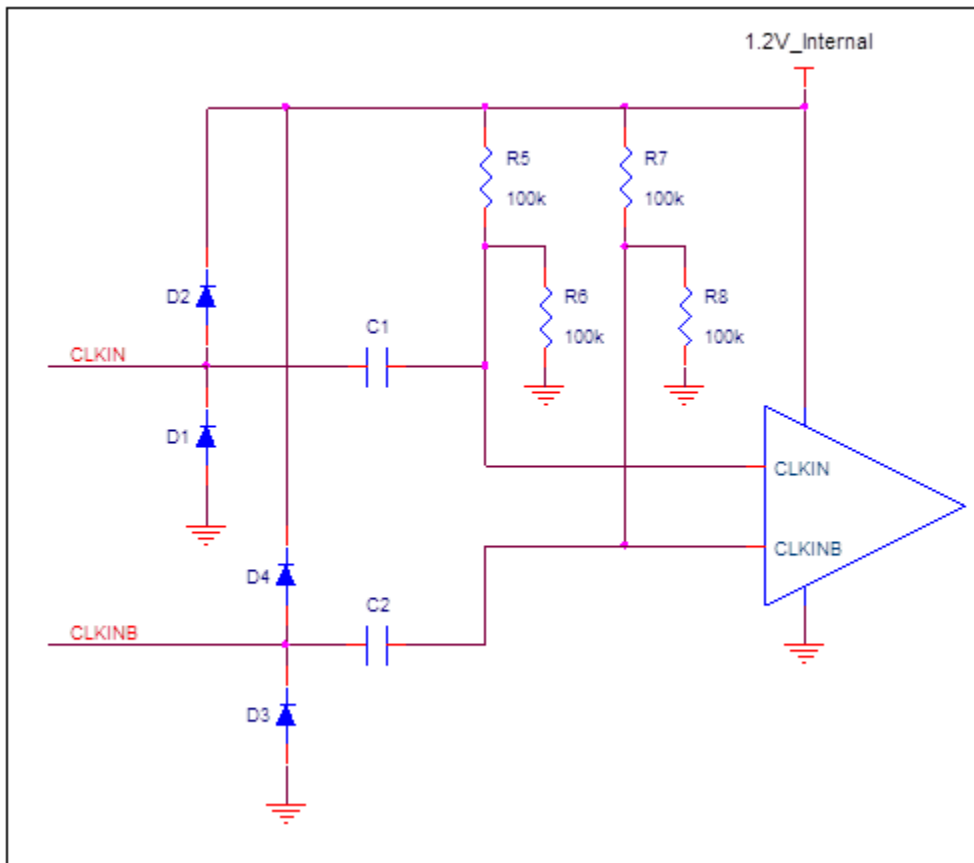 1.2V_Internal
R5
100k
R7
100k
D2
R6
100k
R8
100k
C1
CLKIN
D1
CLKIN
CLKINB
D4
C2
CLKINB
D3